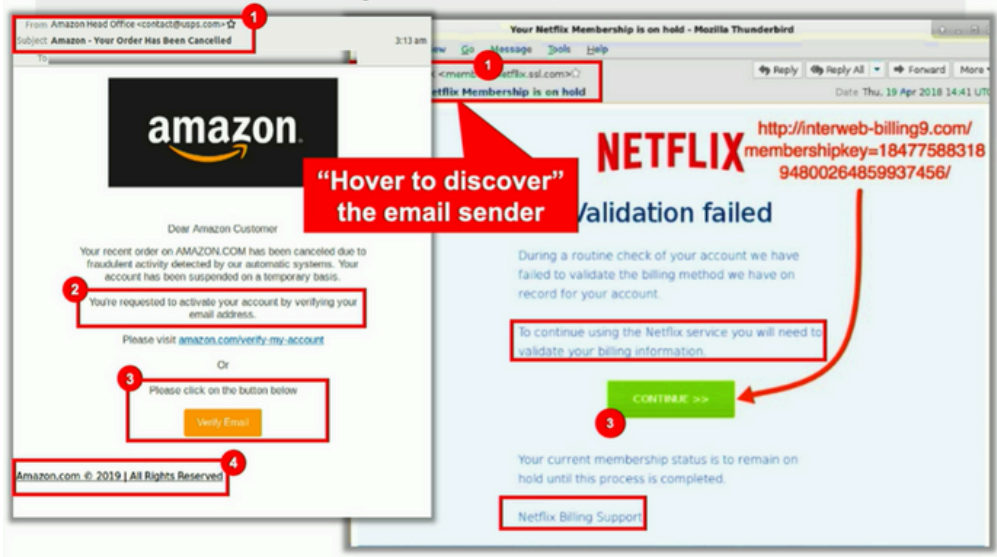 From Amazon Head Office <contact@usps.com>
Subject Amazon - Your Order Has Been Cancelled
3:13 am
To
1
amazon
Dear Amazon Customer
Your recent order on AMAZON.COM has been canceled due to
fraudulent activity detected by our automatic systems. Your
account has been suspended on a temporary basis.
2
You're requested to activate your account by verifying your
email address.
Please visit amazon.com/verify-my-account
Or
3
Please click on the button below
Verify Email
4
Amazon.com © 2019 | All Rights Reserved
"Hover to discover"
the email sender
Your Netflix Membership is on hold - Mozilla Thunderbird
Go Message Tools Help
1
Reply Reply All Forward More
etflix.ssl.com>
etflix Membership is on hold
Date Thu, 19 Apr 2018 14:41 UTC
NETFLIX
http://interweb-billing9.com/
membershipkey=18477588318
94800264859937456/
Validation failed
During a routine check of your account we have
failed to validate the billing method we have on
record for your account.
To continue using the Netflix service you will need to
validate your billing information.
CONTINUE >>
3
Your current membership status is to remain on
hold until this process is completed.
Netflix Billing Support